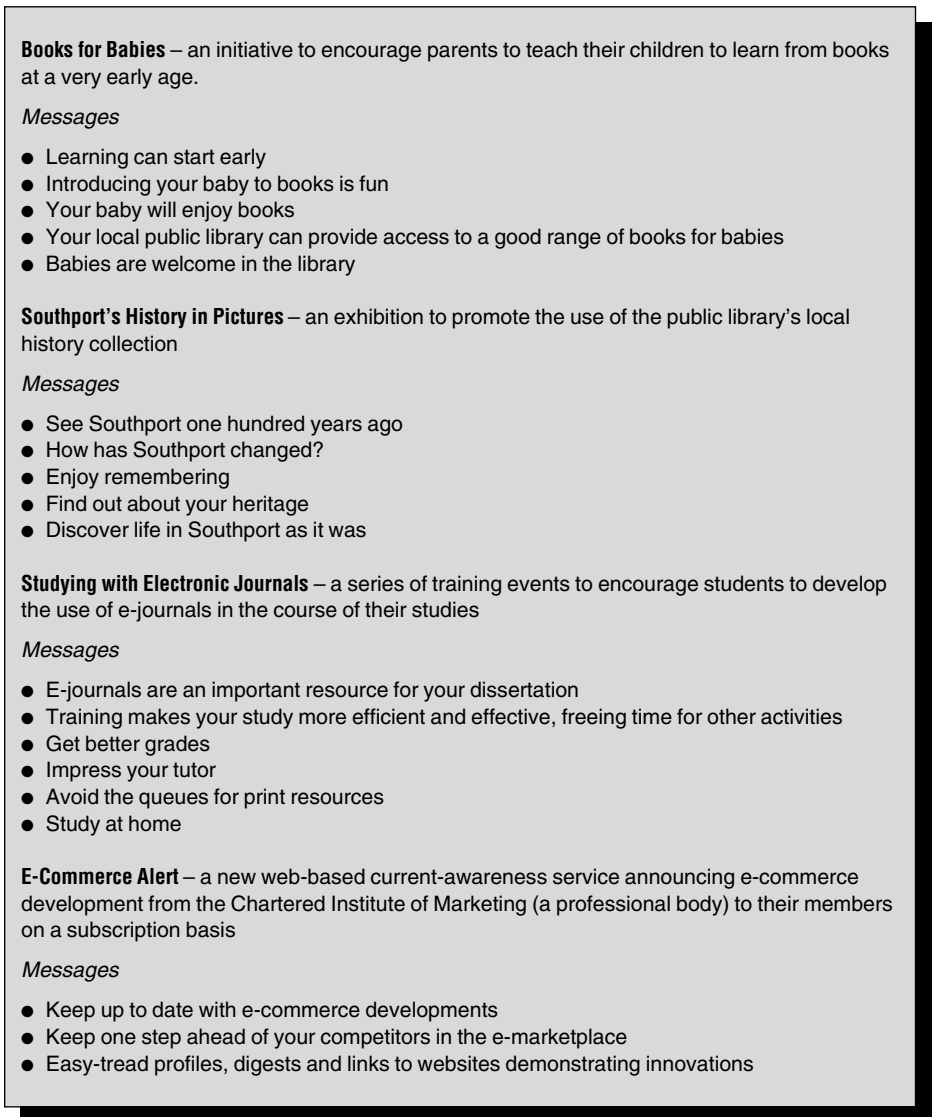 Books for Babies – an initiative to encourage parents to teach their children to learn from books
at a very early age.
Messages
● Learning can start early
● Introducing your baby to books is fun
● Your baby will enjoy books
● Your local public library can provide access to a good range of books for babies
● Babies are welcome in the library
Southport's History in Pictures – an exhibition to promote the use of the public library's local
history collection
Messages
● See Southport one hundred years ago
● How has Southport changed?
● Enjoy remembering
● Find out about your heritage
● Discover life in Southport as it was
Studying with Electronic Journals – a series of training events to encourage students to develop
the use of e-journals in the course of their studies
Messages
● E-journals are an important resource for your dissertation
● Training makes your study more efficient and effective, freeing time for other activities
● Get better grades
● Impress your tutor
● Avoid the queues for print resources
● Study at home
E-Commerce Alert – a new web-based current-awareness service announcing e-commerce
development from the Chartered Institute of Marketing (a professional body) to their members
on a subscription basis
Messages
● Keep up to date with e-commerce developments
● Keep one step ahead of your competitors in the e-marketplace
● Easy-tread profiles, digests and links to websites demonstrating innovations